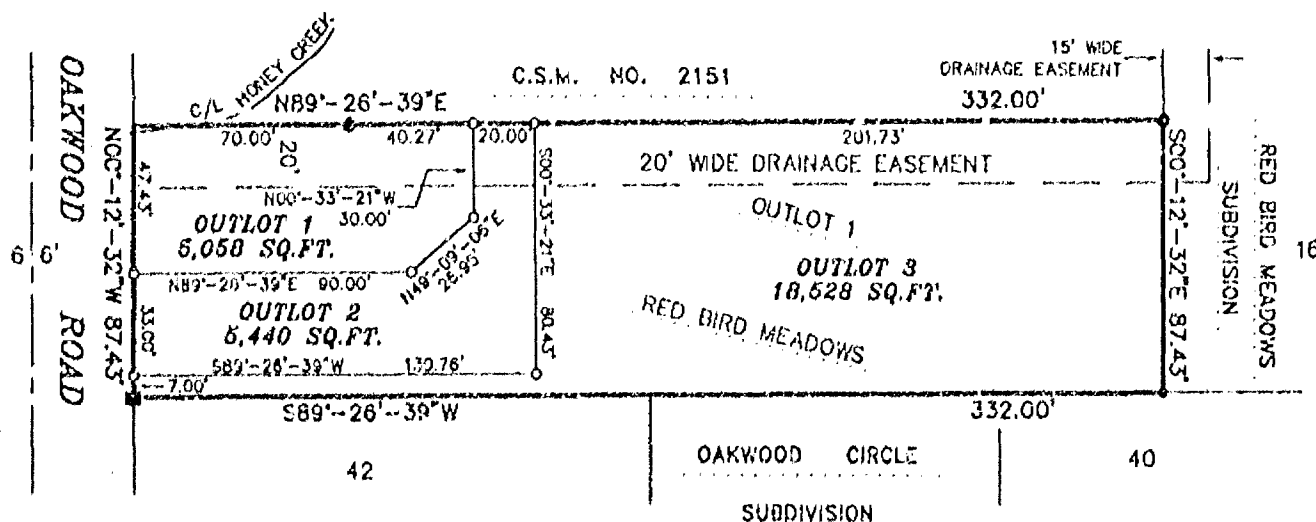 15' WIDE
DRAINAGE EASEMENT
C/L HONEY CREEK.
C.S.M. NO. 2151
N89°-26'-39"E
332.00'
70.00'
40.27'
20.00'
201.73'
20'
20' WIDE DRAINAGE EASEMENT
OAKWOOD ROAD
N00°-12'-32"W 87.43'
47.43'
N00°-33'-21"W
30.00'
OUTLOT 1
SQ.FT.
S00°-33'-21"E 80.43'
N49°-09'-06"E
26.95'
OUTLOT 1
OUTLOT 3
18,528 SQ.FT.
RED BIRD MEADOWS
S00°-12'-32"E 87.43'
RED BIRD MEADOWS
SUBDIVISION
16
6 6'
N89°-26'-39"E 90.00'
OUTLOT 2
SQ.FT.
33.00'
S89°-26'-39"W 130.76'
7.00'
S89°-26'-39"W
332.00'
42
OAKWOOD CIRCLE
SUBDIVISION
40